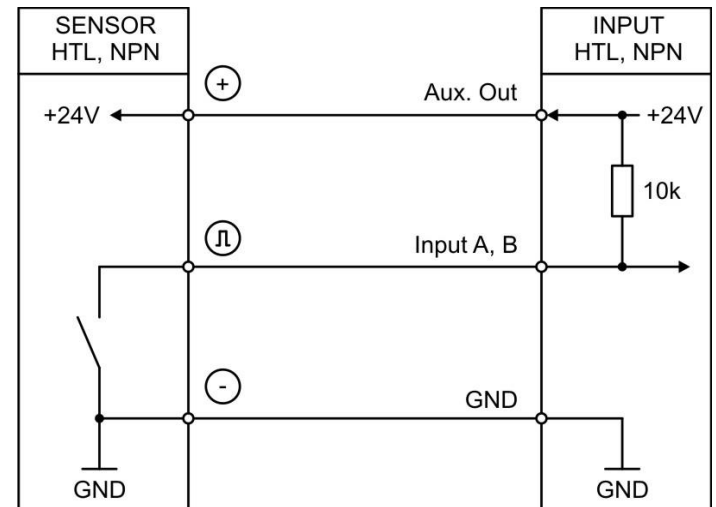 SENSOR
HTL, NPN
INPUT
HTL, NPN
+
Aux. Out
+24V
+24V
10k
Input A, B
-
GND
GND
GND